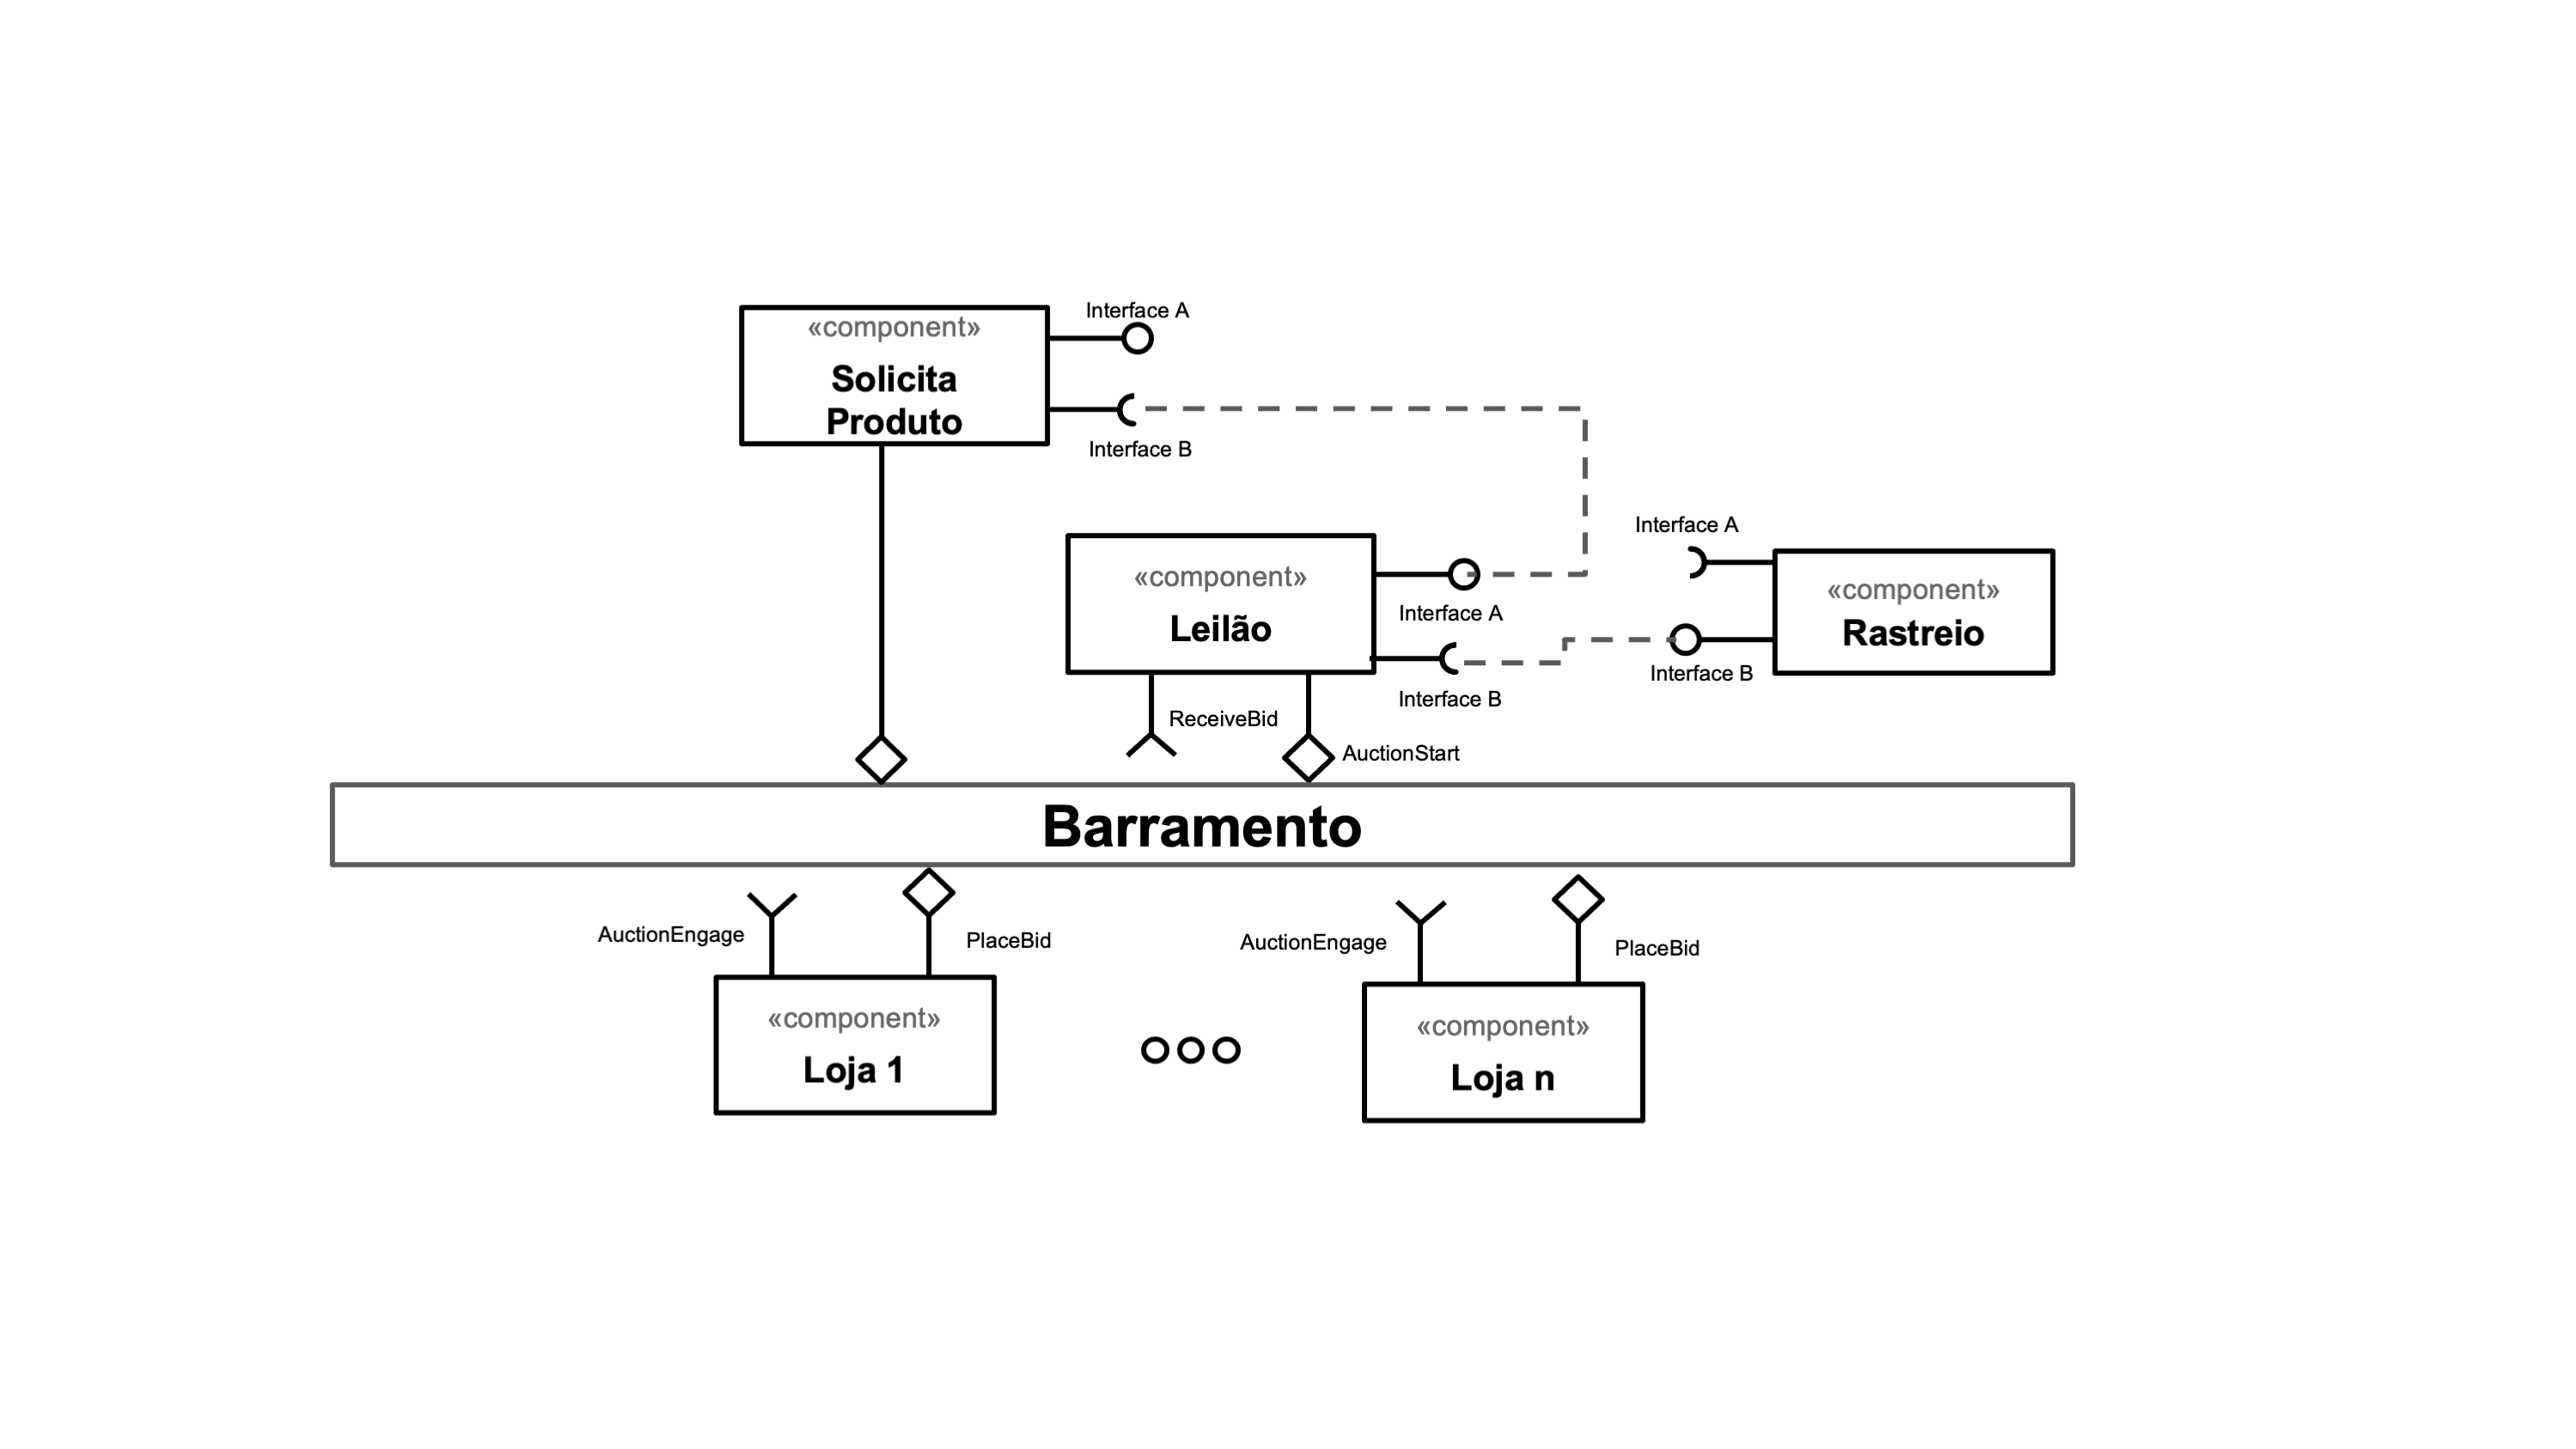 Interface A
«component»
Solicita
Produto
Interface B
Interface A
«component»
Leilão
Interface A
«component»
Rastreio
Interface B
Interface B
ReceiveBid
AuctionStart
Barramento
AuctionEngage
PlaceBid
AuctionEngage
PlaceBid
«component»
Loja 1
«component»
Loja n